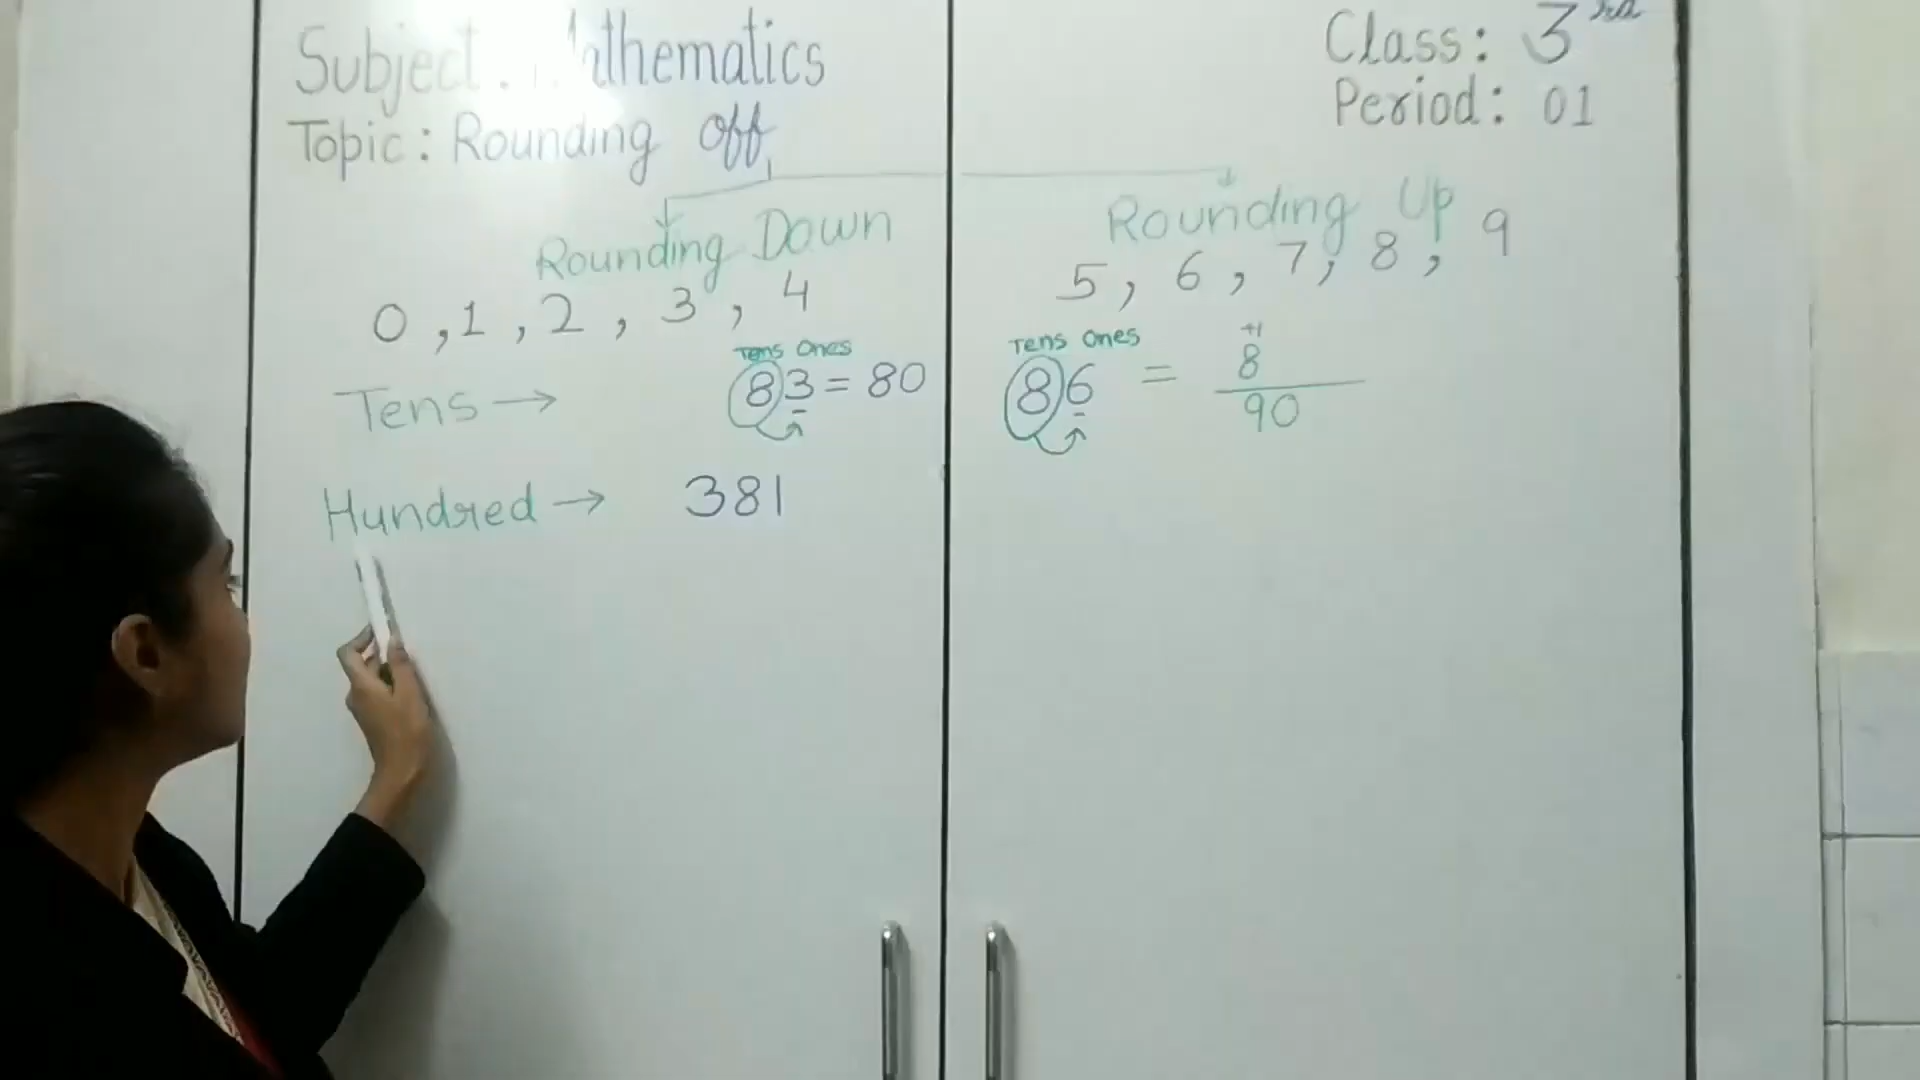 Subject : Mathematics
Topic : Rounding off
Class : 3rd
Period : 01
Rounding Down
0 , 1 , 2 , 3 , 4
Tens Ones
Tens → 83 = 80
Hundred → 381
Rounding Up
5 , 6 , 7 , 8 , 9
Tens Ones
+1
86 = 8
90